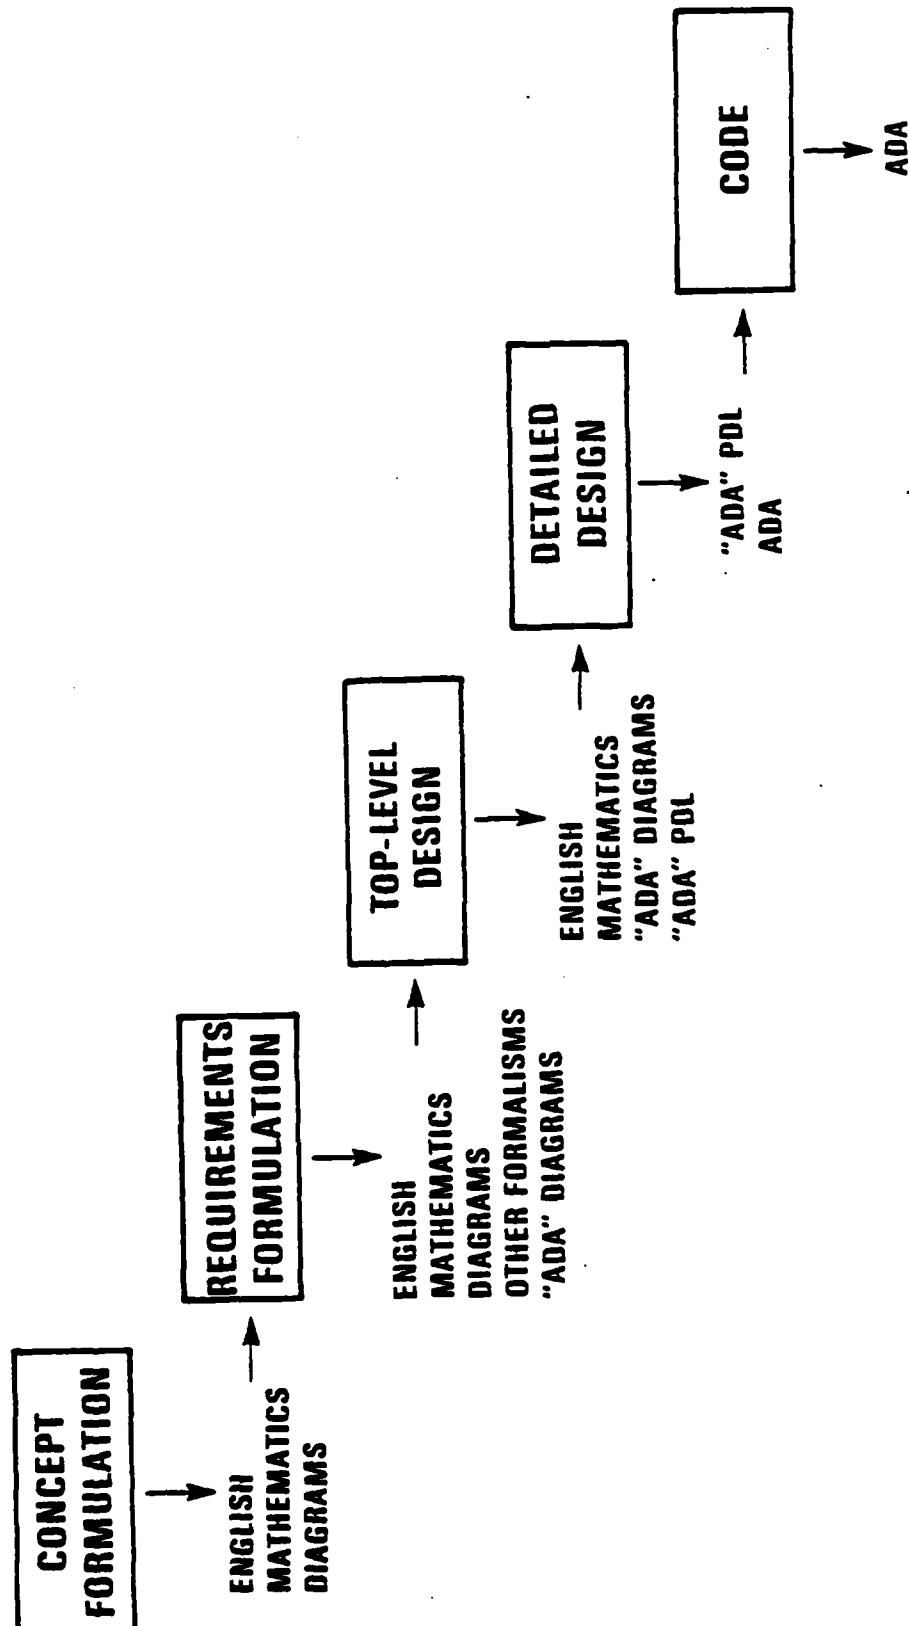 CONCEPT
FORMULATION
ENGLISH
MATHEMATICS
DIAGRAMS
REQUIREMENTS
FORMULATION
ENGLISH
MATHEMATICS
DIAGRAMS
OTHER FORMALISMS
"ADA" DIAGRAMS
TOP-LEVEL
DESIGN
ENGLISH
MATHEMATICS
"ADA" DIAGRAMS
"ADA" PDL
DETAILED
DESIGN
"ADA" PDL
ADA
CODE
ADA